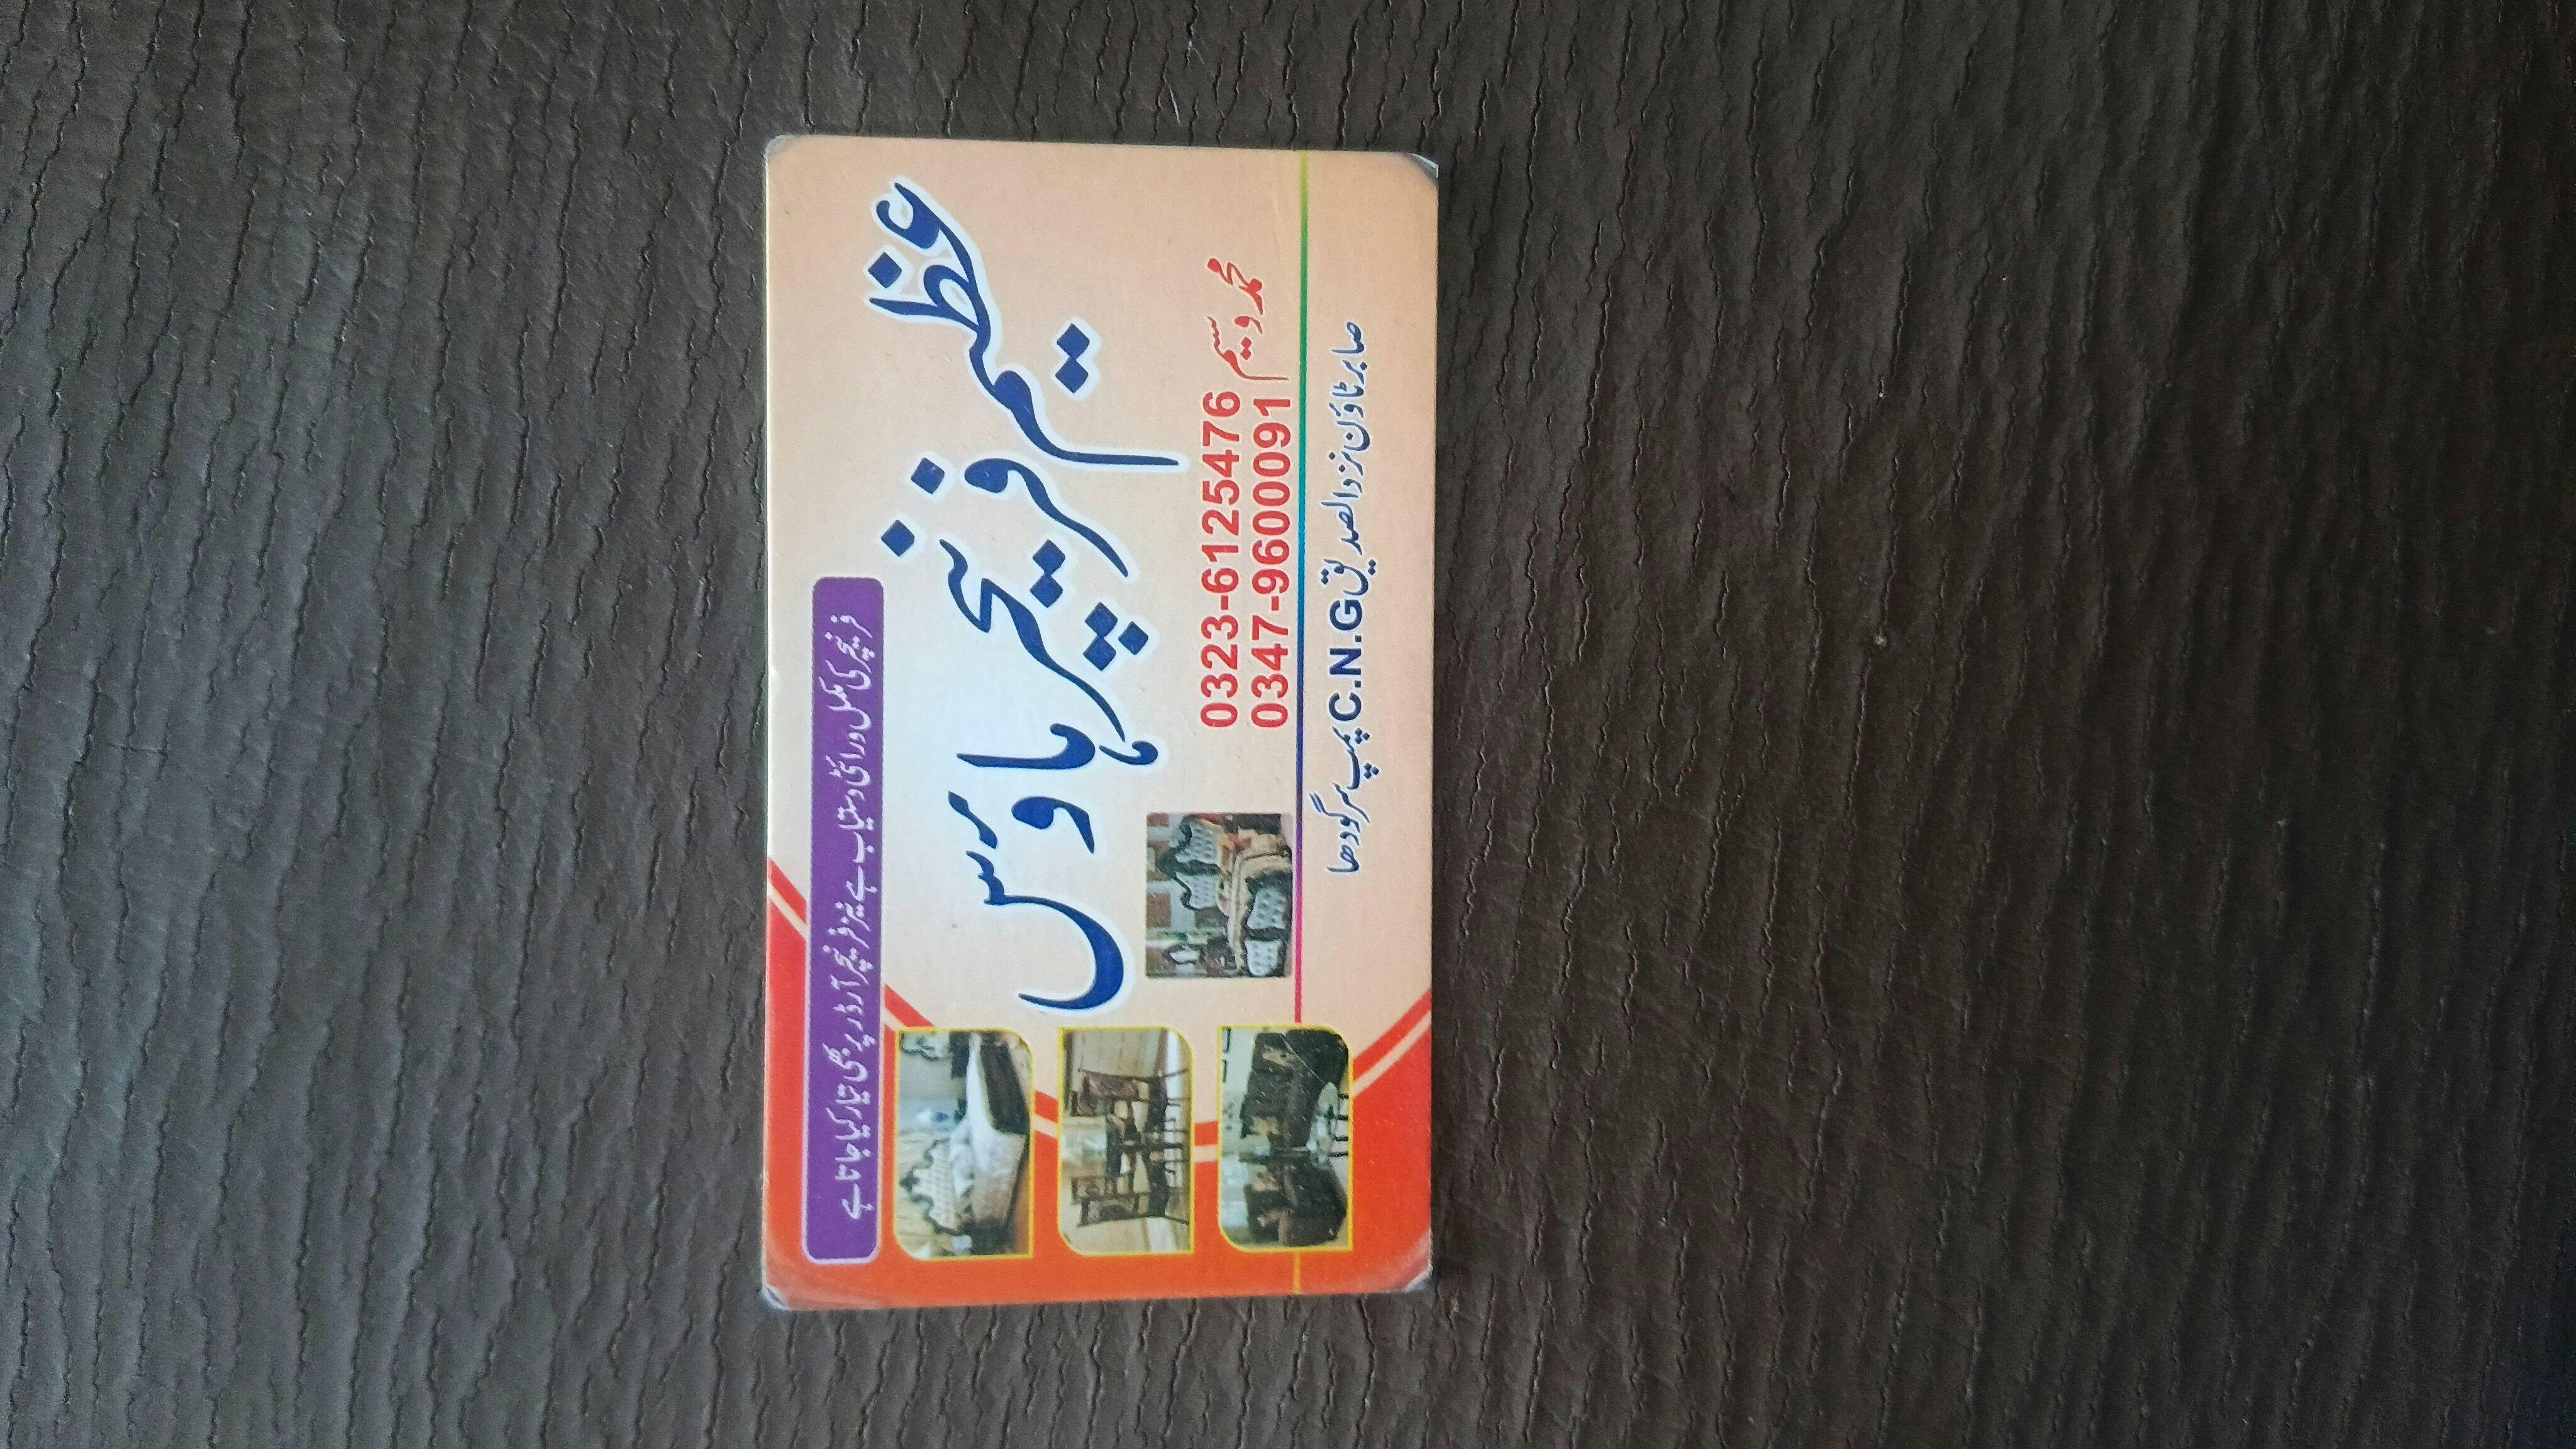 فرنیچر کی مکمل ورائٹی دستیاب ہے نیز فرنیچر آرڈر پر بھی تیار کیا جاتا ہے
عظیم فرنیچر ہاؤس
محمد وسیم
0323-6125476
0347-9600091
صابر ٹاؤن نزد الصدیق C.N.G پمپ سرگودھا